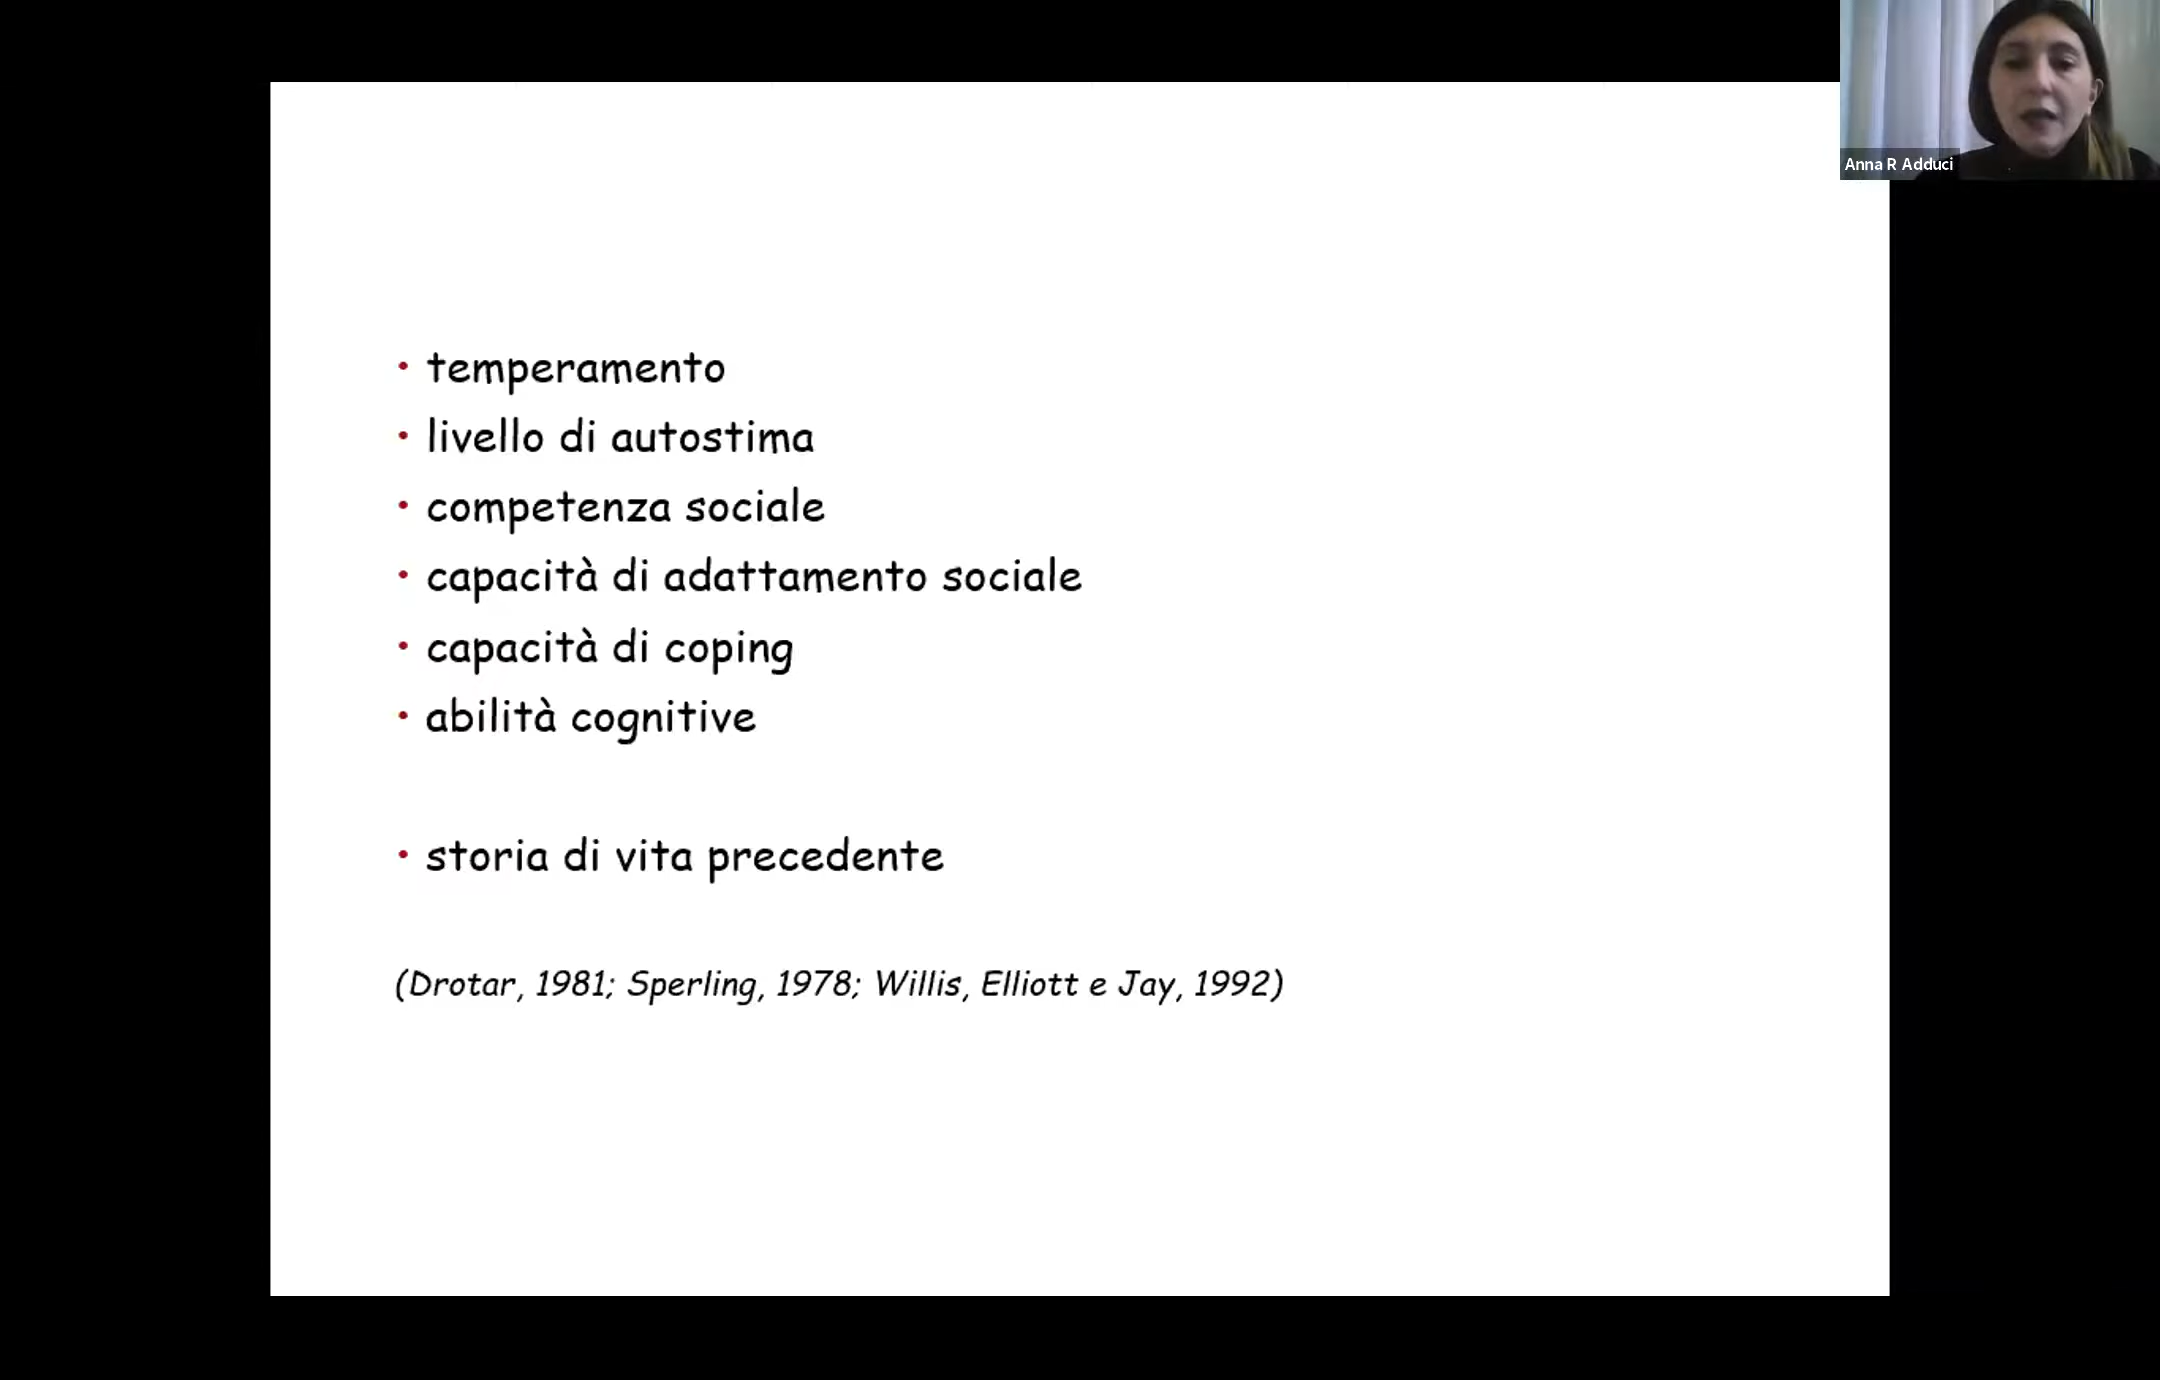 Anna R Adduci
• temperamento
• livello di autostima
• competenza sociale
• capacità di adattamento sociale
• capacità di coping
• abilità cognitive
• storia di vita precedente
(Drotar, 1981; Sperling, 1978; Willis, Elliott e Jay, 1992)